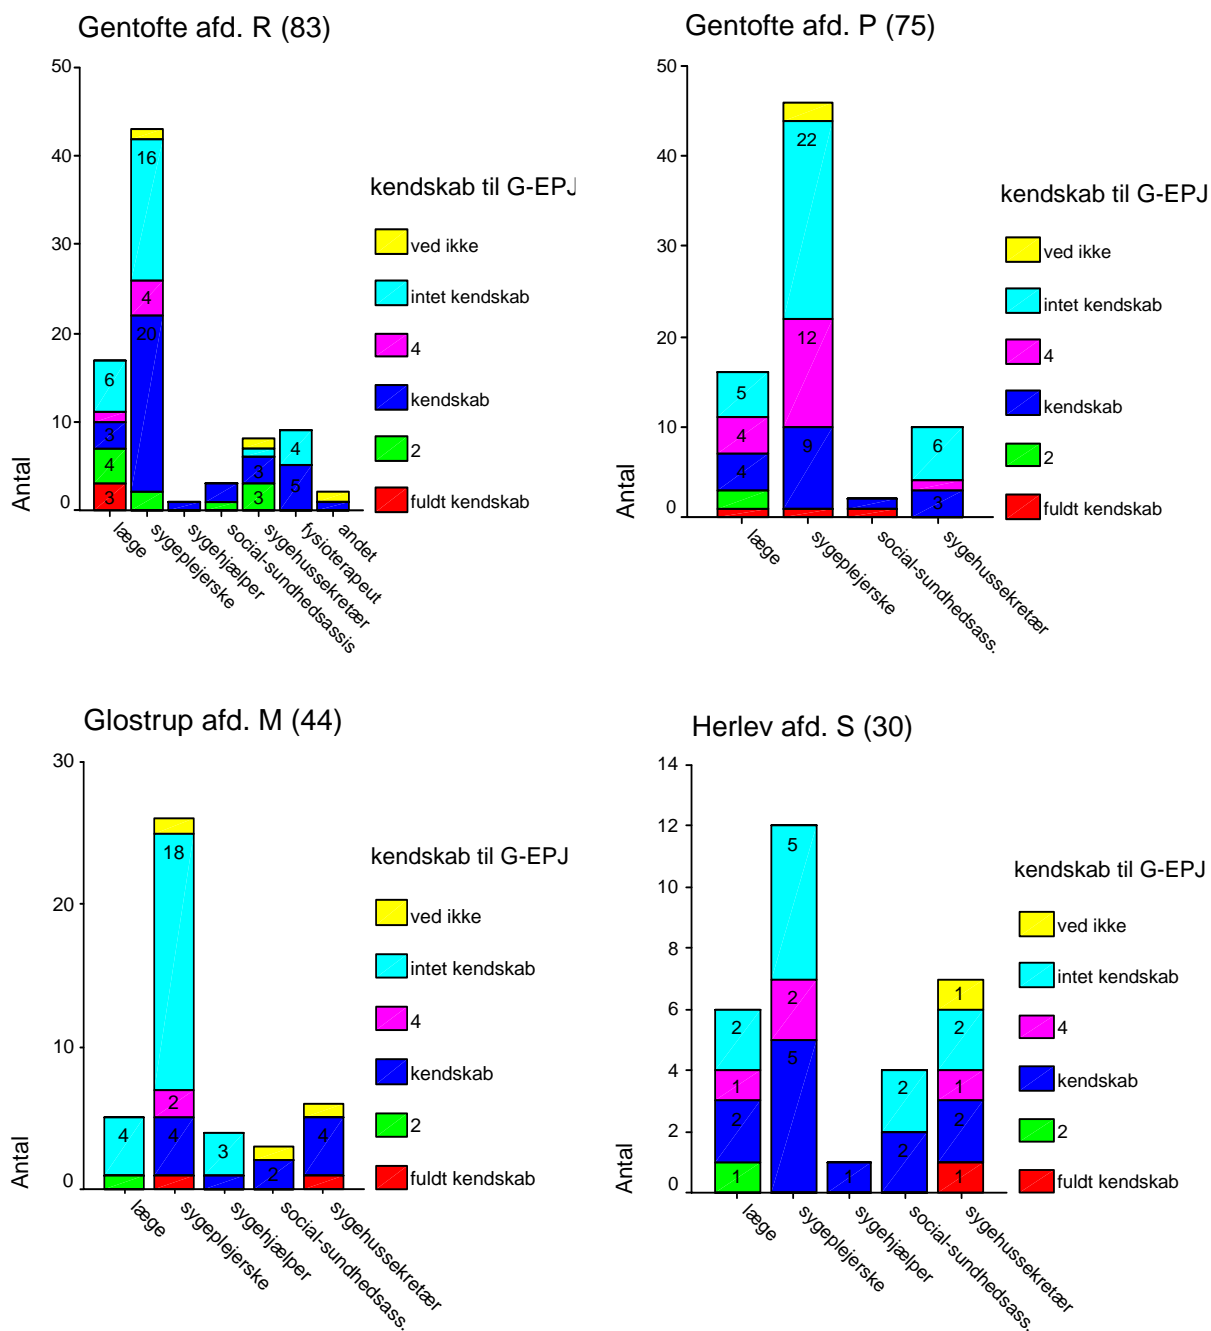 Gentofte afd. R (83)
50
40
30
20
10
0
Antal
6
3
4
3
16
4
20
3
3
4
5
læge
sygeplejerske
sygehjælper
social-sundhedsassis
sygehussekretær
fysioterapeut
andet
kendskab til G-EPJ
ved ikke
intet kendskab
4
kendskab
2
fuldt kendskab
Gentofte afd. P (75)
50
40
30
20
10
0
Antal
5
4
4
22
12
9
6
3
læge
sygeplejerske
social-sundhedsass.
sygehussekretær
kendskab til G-EPJ
ved ikke
intet kendskab
4
kendskab
2
fuldt kendskab
Glostrup afd. M (44)
30
20
10
0
Antal
4
18
2
4
3
2
4
læge
sygeplejerske
sygehjælper
social-sundhedsass.
sygehussekretær
kendskab til G-EPJ
ved ikke
intet kendskab
4
kendskab
2
fuldt kendskab
Herlev afd. S (30)
14
12
10
8
6
4
2
0
Antal
2
1
2
1
5
2
5
1
2
2
1
2
1
2
1
læge
sygeplejerske
sygehjælper
social-sundhedsass.
sygehussekretær
kendskab til G-EPJ
ved ikke
intet kendskab
4
kendskab
2
fuldt kendskab